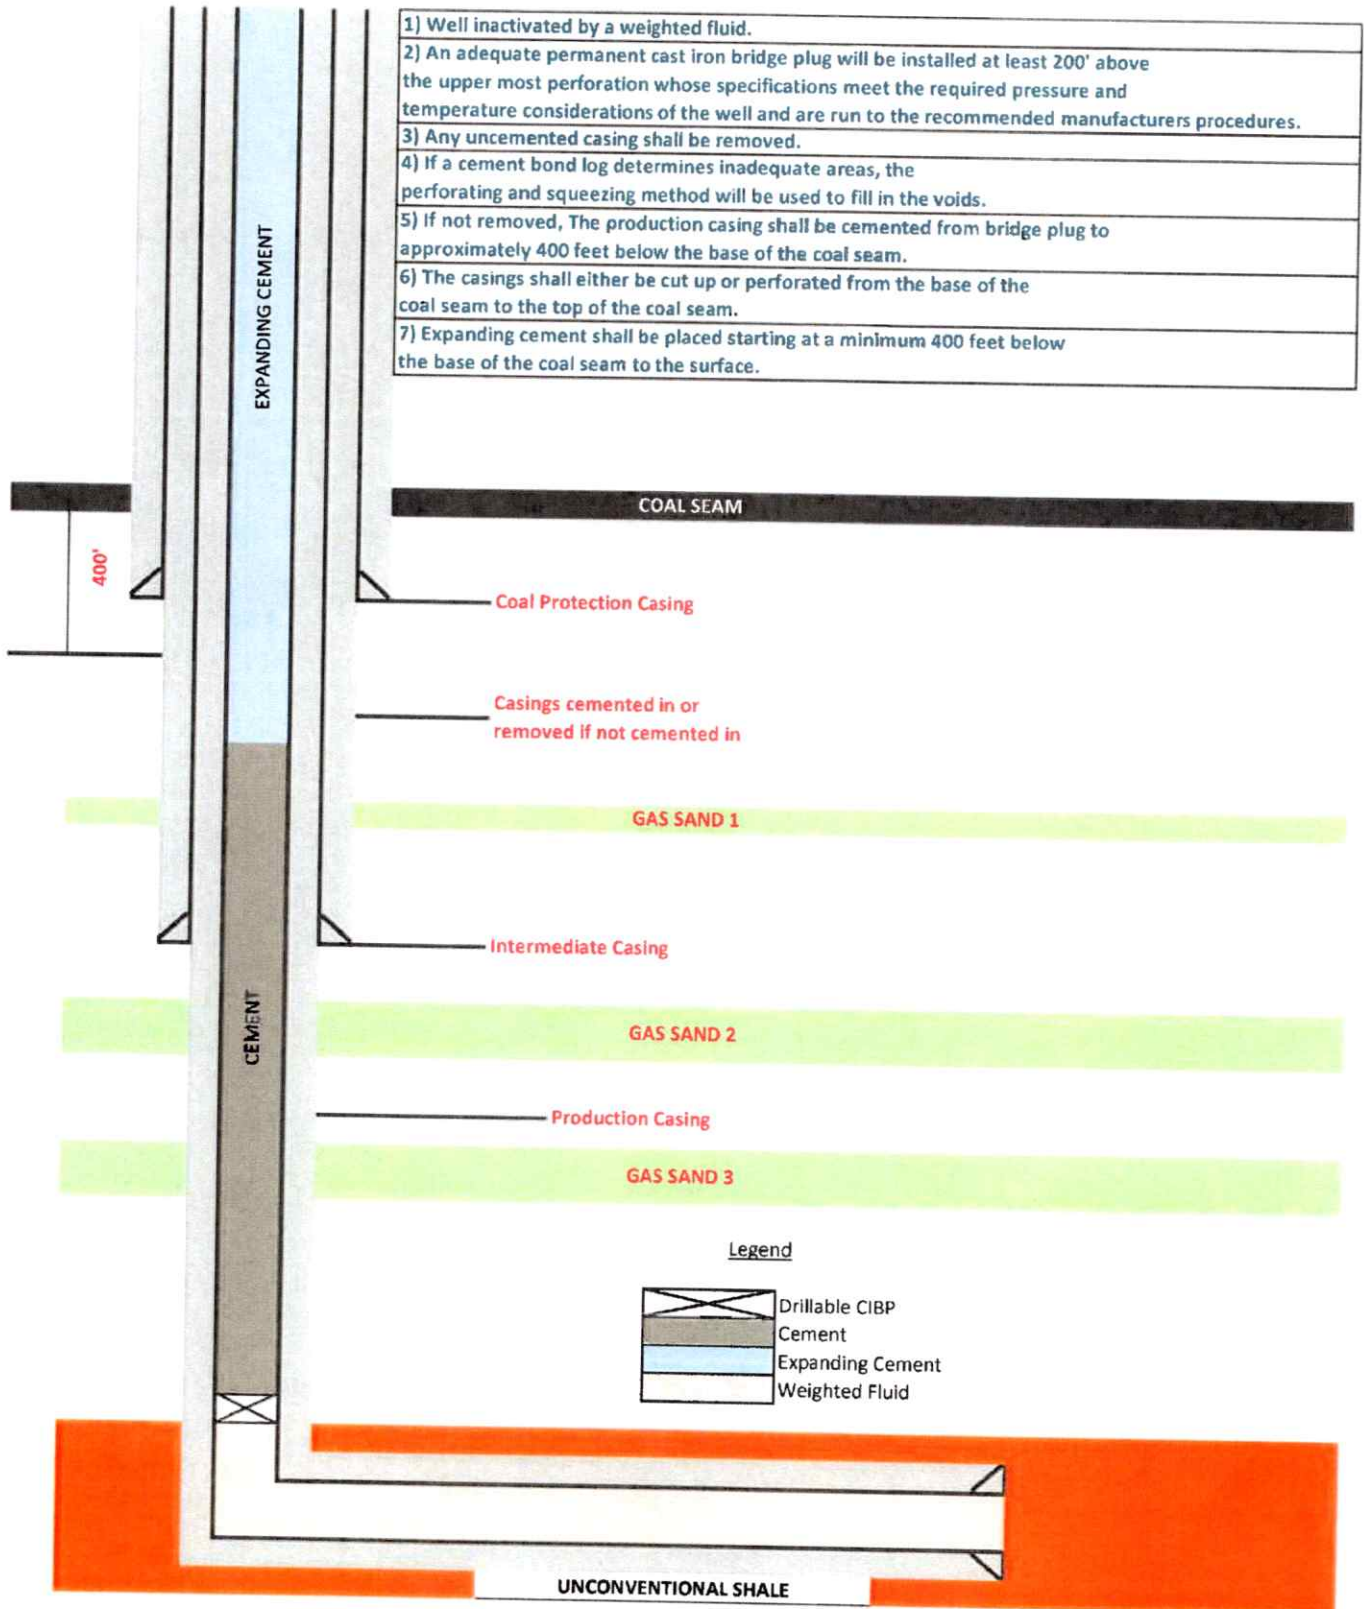 1) Well inactivated by a weighted fluid.
2) An adequate permanent cast iron bridge plug will be installed at least 200' above
the upper most perforation whose specifications meet the required pressure and
temperature considerations of the well and are run to the recommended manufacturers procedures.
3) Any uncemented casing shall be removed.
4) If a cement bond log determines inadequate areas, the
perforating and squeezing method will be used to fill in the voids.
5) If not removed, The production casing shall be cemented from bridge plug to
approximately 400 feet below the base of the coal seam.
6) The casings shall either be cut up or perforated from the base of the
coal seam to the top of the coal seam.
7) Expanding cement shall be placed starting at a minimum 400 feet below
the base of the coal seam to the surface.
EXPANDING CEMENT
COAL SEAM
400'
Coal Protection Casing
Casings cemented in or
removed if not cemented in
GAS SAND 1
Intermediate Casing
CEMENT
GAS SAND 2
Production Casing
GAS SAND 3
Legend
Drillable CIBP
Cement
Expanding Cement
Weighted Fluid
UNCONVENTIONAL SHALE